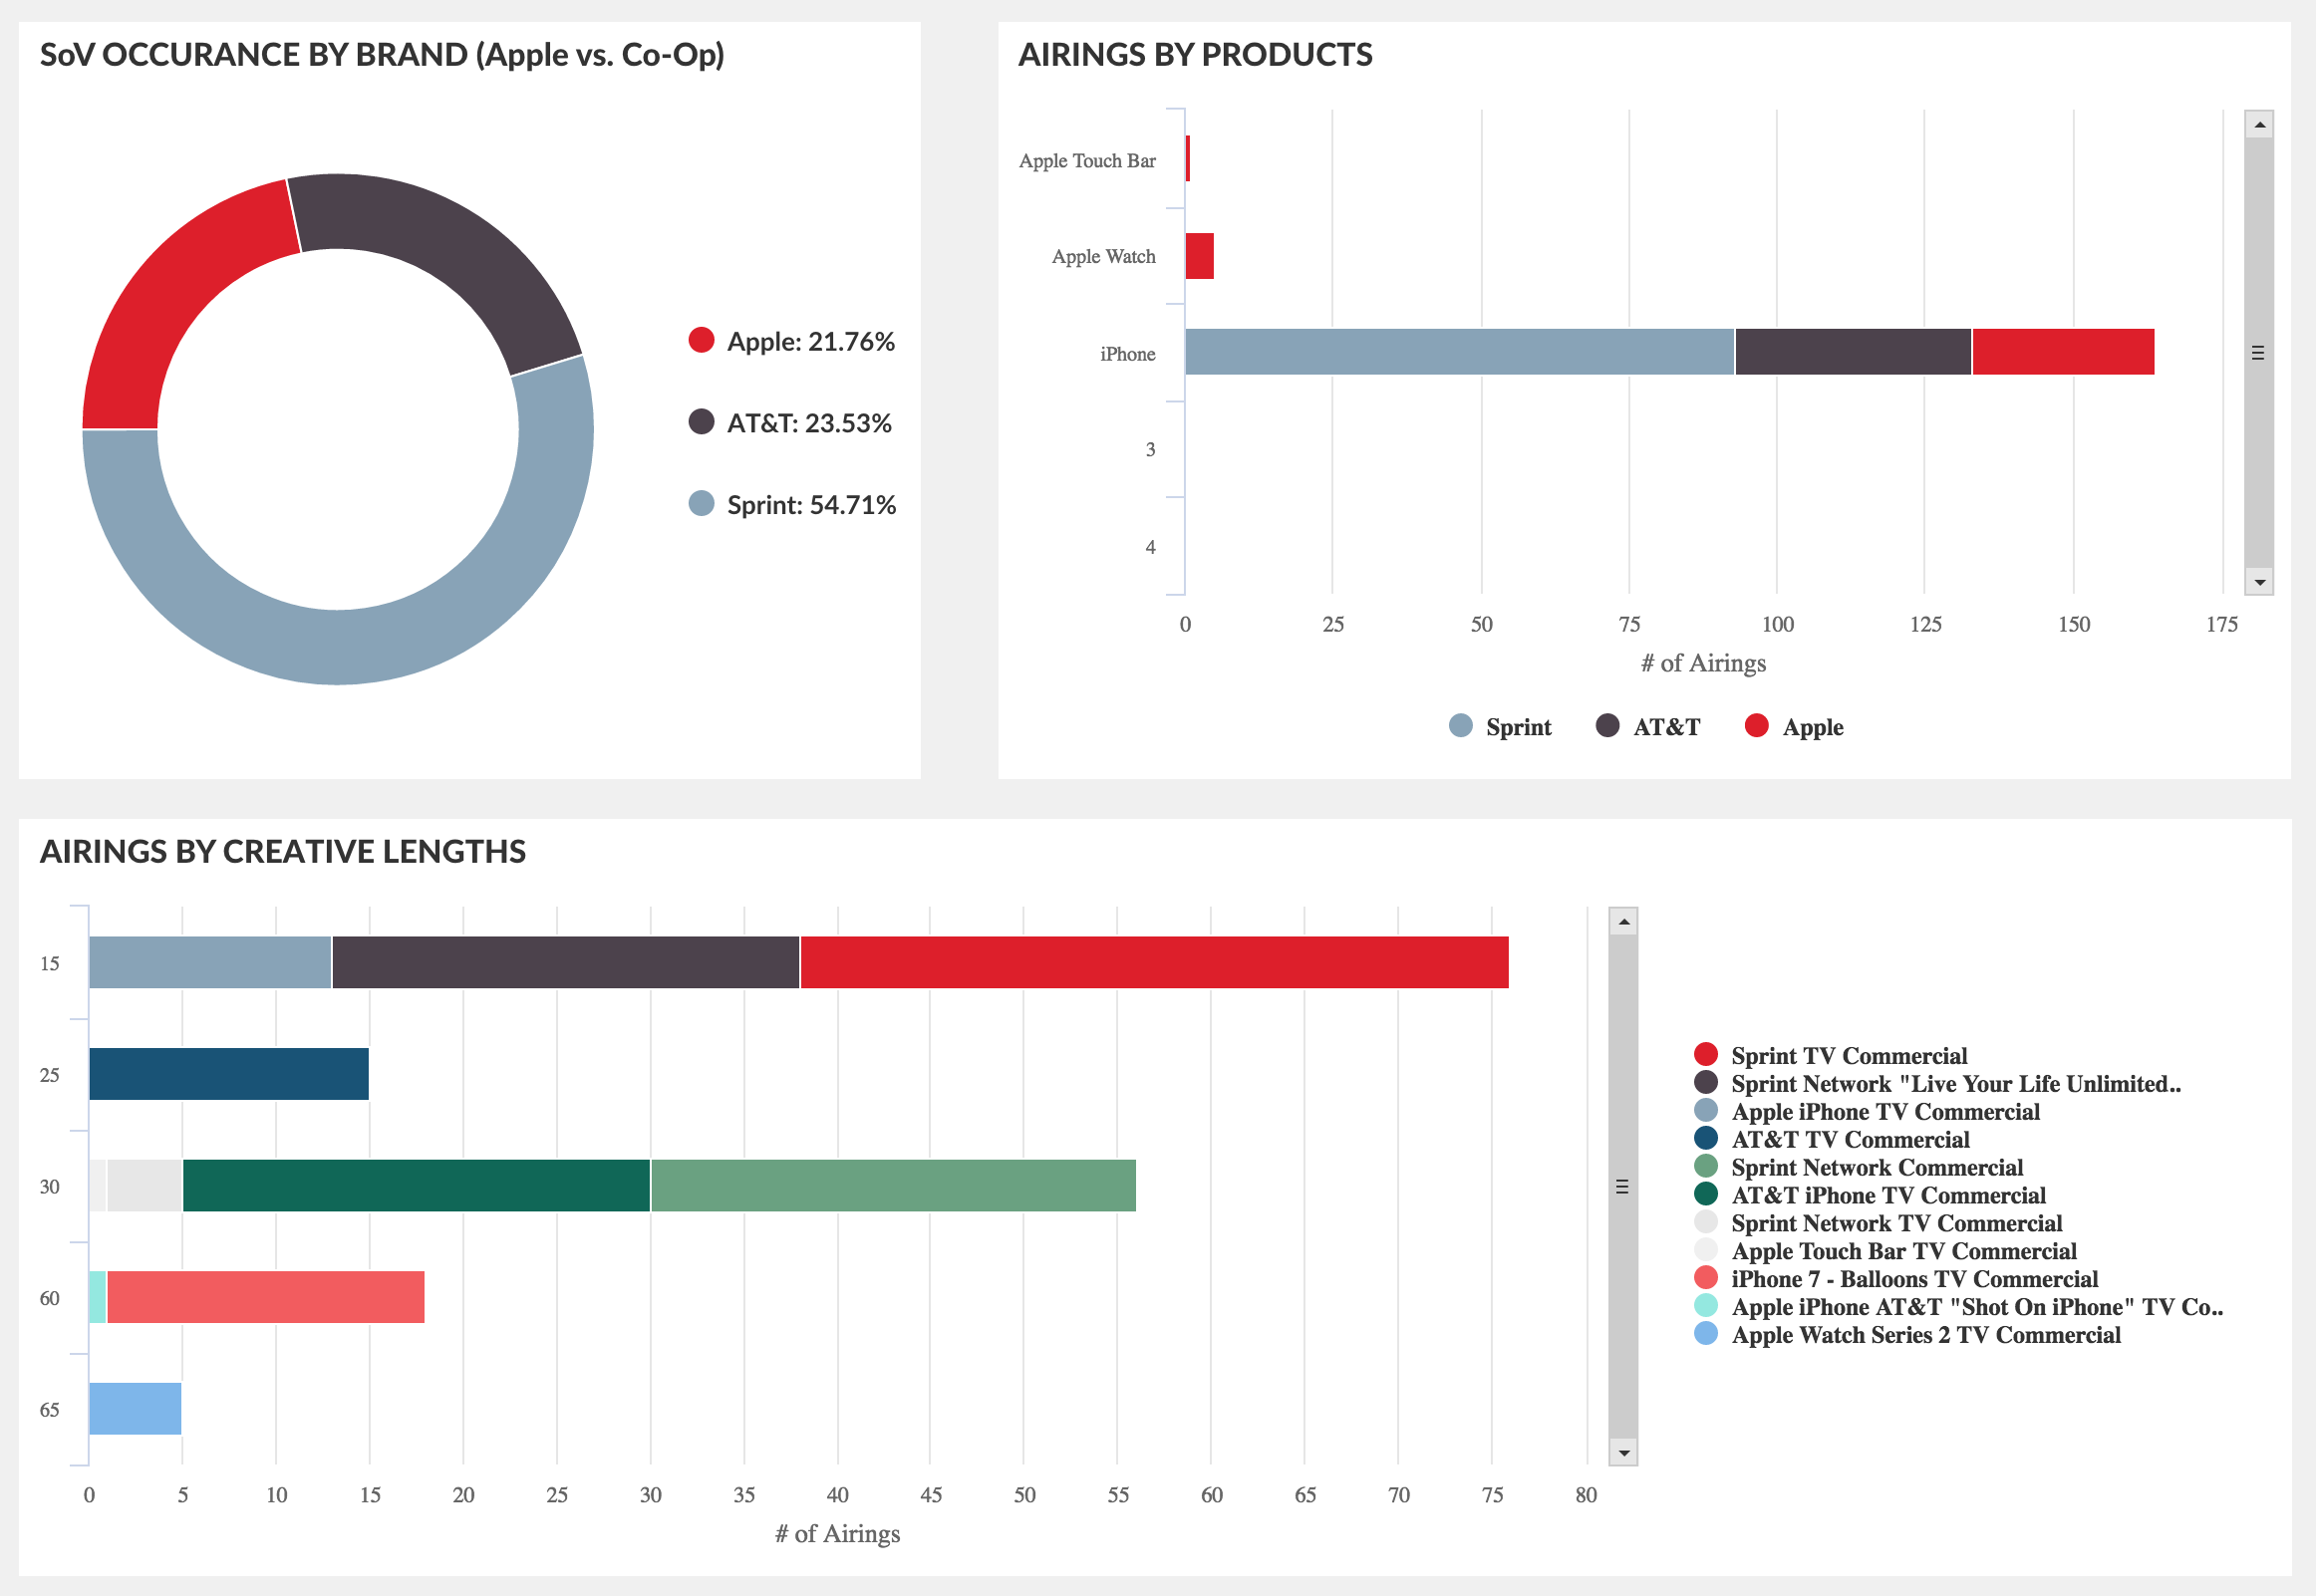 SoV OCCURANCE BY BRAND (Apple vs. Co-Op)
Apple: 21.76%
AT&T: 23.53%
Sprint: 54.71%
AIRINGS BY PRODUCTS
Apple Touch Bar
Apple Watch
iPhone
3
4
0 25 50 75 100 125 150 175
# of Airings
Sprint AT&T Apple
AIRINGS BY CREATIVE LENGTHS
15
25
30
60
65
0 5 10 15 20 25 30 35 40 45 50 55 60 65 70 75 80
# of Airings
Sprint TV Commercial
Sprint Network "Live Your Life Unlimited..
Apple iPhone TV Commercial
AT&T TV Commercial
Sprint Network Commercial
AT&T iPhone TV Commercial
Sprint Network TV Commercial
Apple Touch Bar TV Commercial
iPhone 7 - Balloons TV Commercial
Apple iPhone AT&T "Shot On iPhone" TV Co..
Apple Watch Series 2 TV Commercial